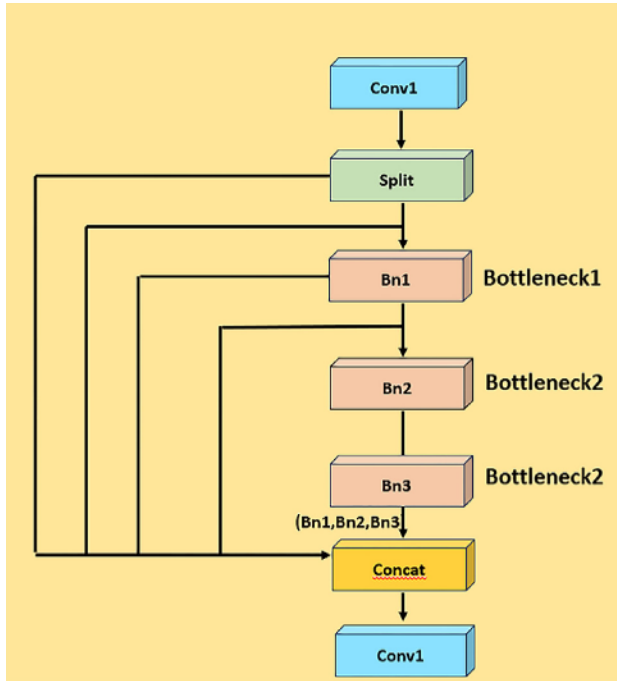 Conv1
Split
Bn1
Bottleneck1
Bn2
Bottleneck2
Bn3
Bottleneck2
(Bn1,Bn2,Bn3
Concat
Conv1